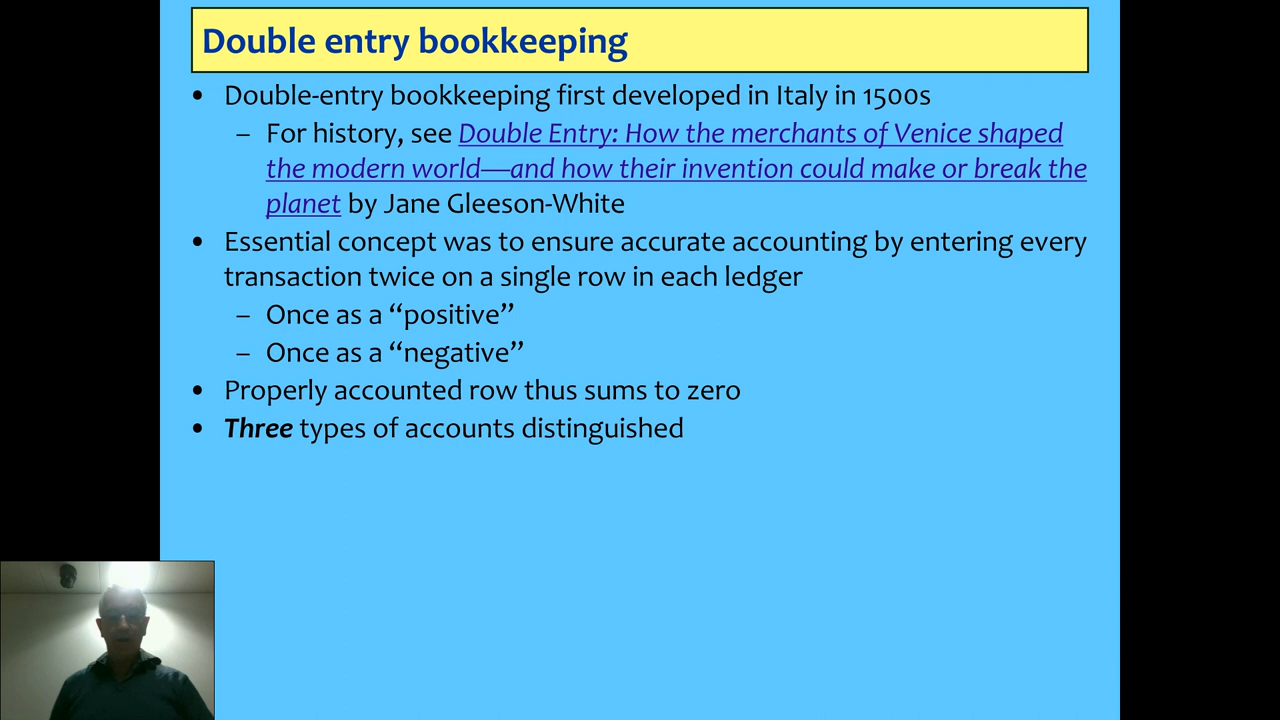 Double entry bookkeeping
• Double-entry bookkeeping first developed in Italy in 1500s
– For history, see Double Entry: How the merchants of Venice shaped
the modern world—and how their invention could make or break the
planet by Jane Gleeson-White
• Essential concept was to ensure accurate accounting by entering every
transaction twice on a single row in each ledger
– Once as a “positive”
– Once as a “negative”
• Properly accounted row thus sums to zero
• Three types of accounts distinguished